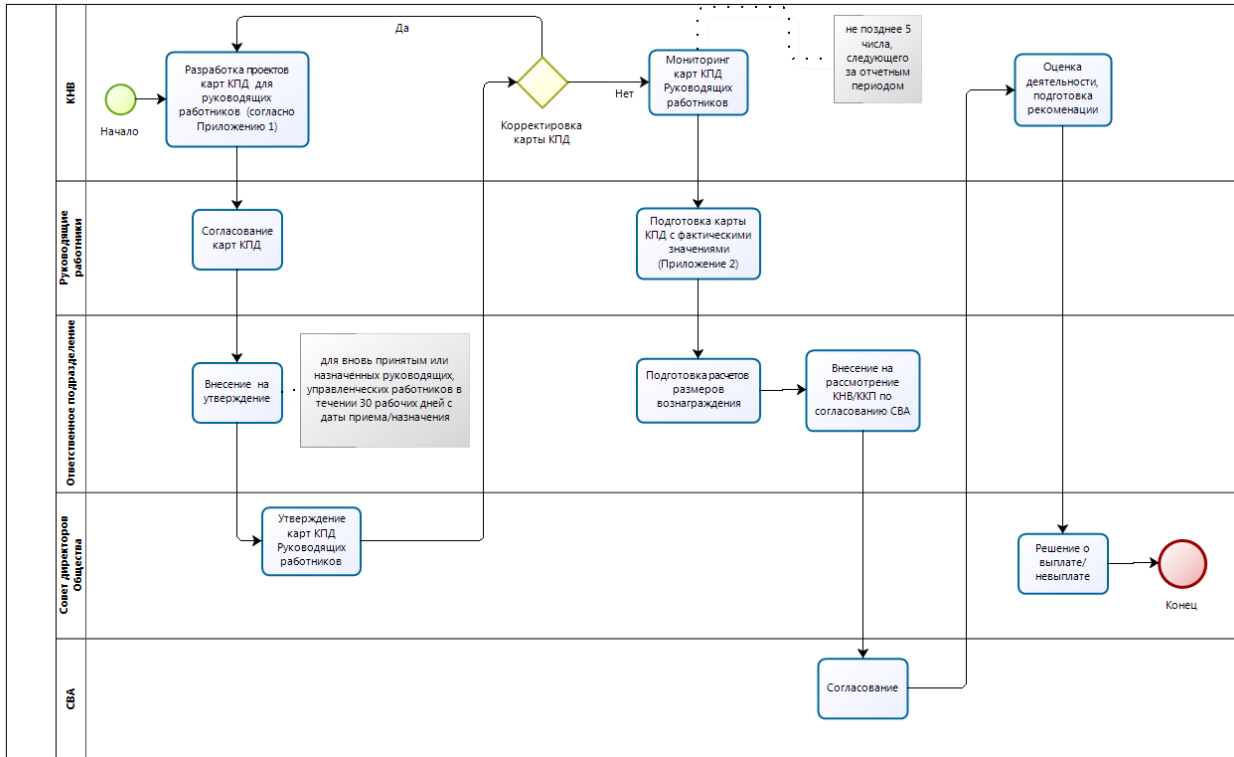 КНВ
Начало
Разработка проектов
карт КПД для
руководящих
работников (согласно
Приложению 1)
Да
Корректировка
карты КПД
Нет
Мониторинг
карт КПД
Руководящих
работников
не позднее 5
числа,
следующего
за отчетным
периодом
Оценка
деятельности,
подготовка
рекоменации
Руководящие
работники
Согласование
карт КПД
Подготовка карты
КПД с фактическими
значениями
(Приложение 2)
Ответственное подразделение
Внесение на
утверждение
для вновь принятым или
назначенных руководящих,
управленческих работников в
течении 30 рабочих дней с
даты приема/назначения
Подготовка расчетов
размеров
вознаграждения
Внесение на
рассмотрение
КНВ/ККП по
согласованию СВА
Совет директоров
Общества
Утверждение
карт КПД
Руководящих
работников
Решение о
выплате/
невыплате
Конец
СВА
Согласование